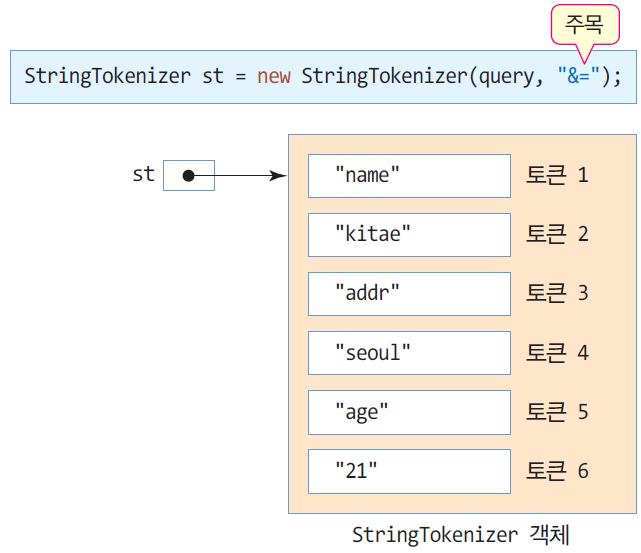 주목
StringTokenizer st = new StringTokenizer(query, "&=");
st
"name" 토큰 1
"kitae" 토큰 2
"addr" 토큰 3
"seoul" 토큰 4
"age" 토큰 5
"21" 토큰 6
StringTokenizer 객체